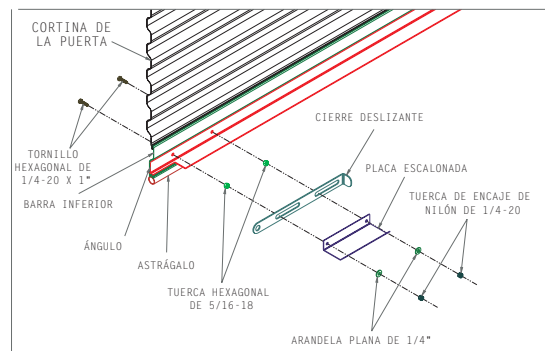 CORTINA DE
LA PUERTA
CIERRE DESLIZANTE
PLACA ESCALONADA
TUERCA DE ENCAJE DE
NILÓN DE 1/4-20
TORNILLO
HEXAGONAL DE
1/4-20 X 1"
BARRA INFERIOR
ÁNGULO
ASTRÁGALO
TUERCA HEXAGONAL
DE 5/16-18
ARANDELA PLANA DE 1/4"